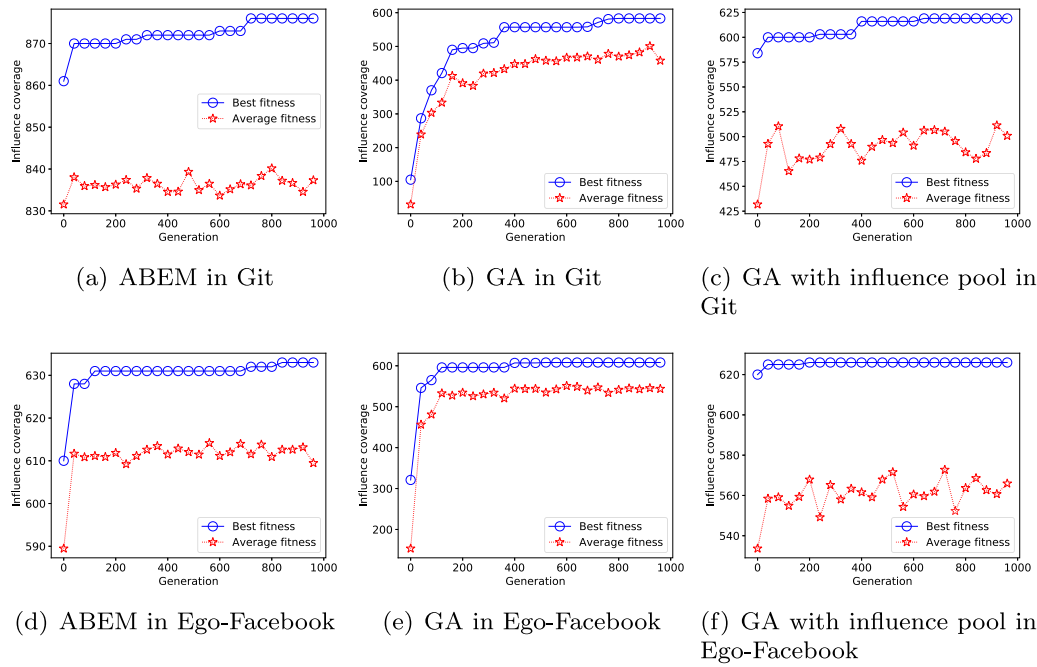 870
860
850
840
830
Influence coverage
Best fitness
Average fitness
0 200 400 600 800 1000
Generation
(a) ABEM in Git
600
500
400
300
200
100
Influence coverage
Best fitness
Average fitness
0 200 400 600 800 1000
Generation
(b) GA in Git
625
600
575
550
525
500
475
450
425
Influence coverage
Best fitness
Average fitness
0 200 400 600 800 1000
Generation
(c) GA with influence pool in
Git
630
620
610
600
590
Influence coverage
Best fitness
Average fitness
0 200 400 600 800 1000
Generation
(d) ABEM in Ego-Facebook
600
500
400
300
200
Influence coverage
Best fitness
Average fitness
0 200 400 600 800 1000
Generation
(e) GA in Ego-Facebook
620
600
580
560
540
Influence coverage
Best fitness
Average fitness
0 200 400 600 800 1000
Generation
(f) GA with influence pool in
Ego-Facebook